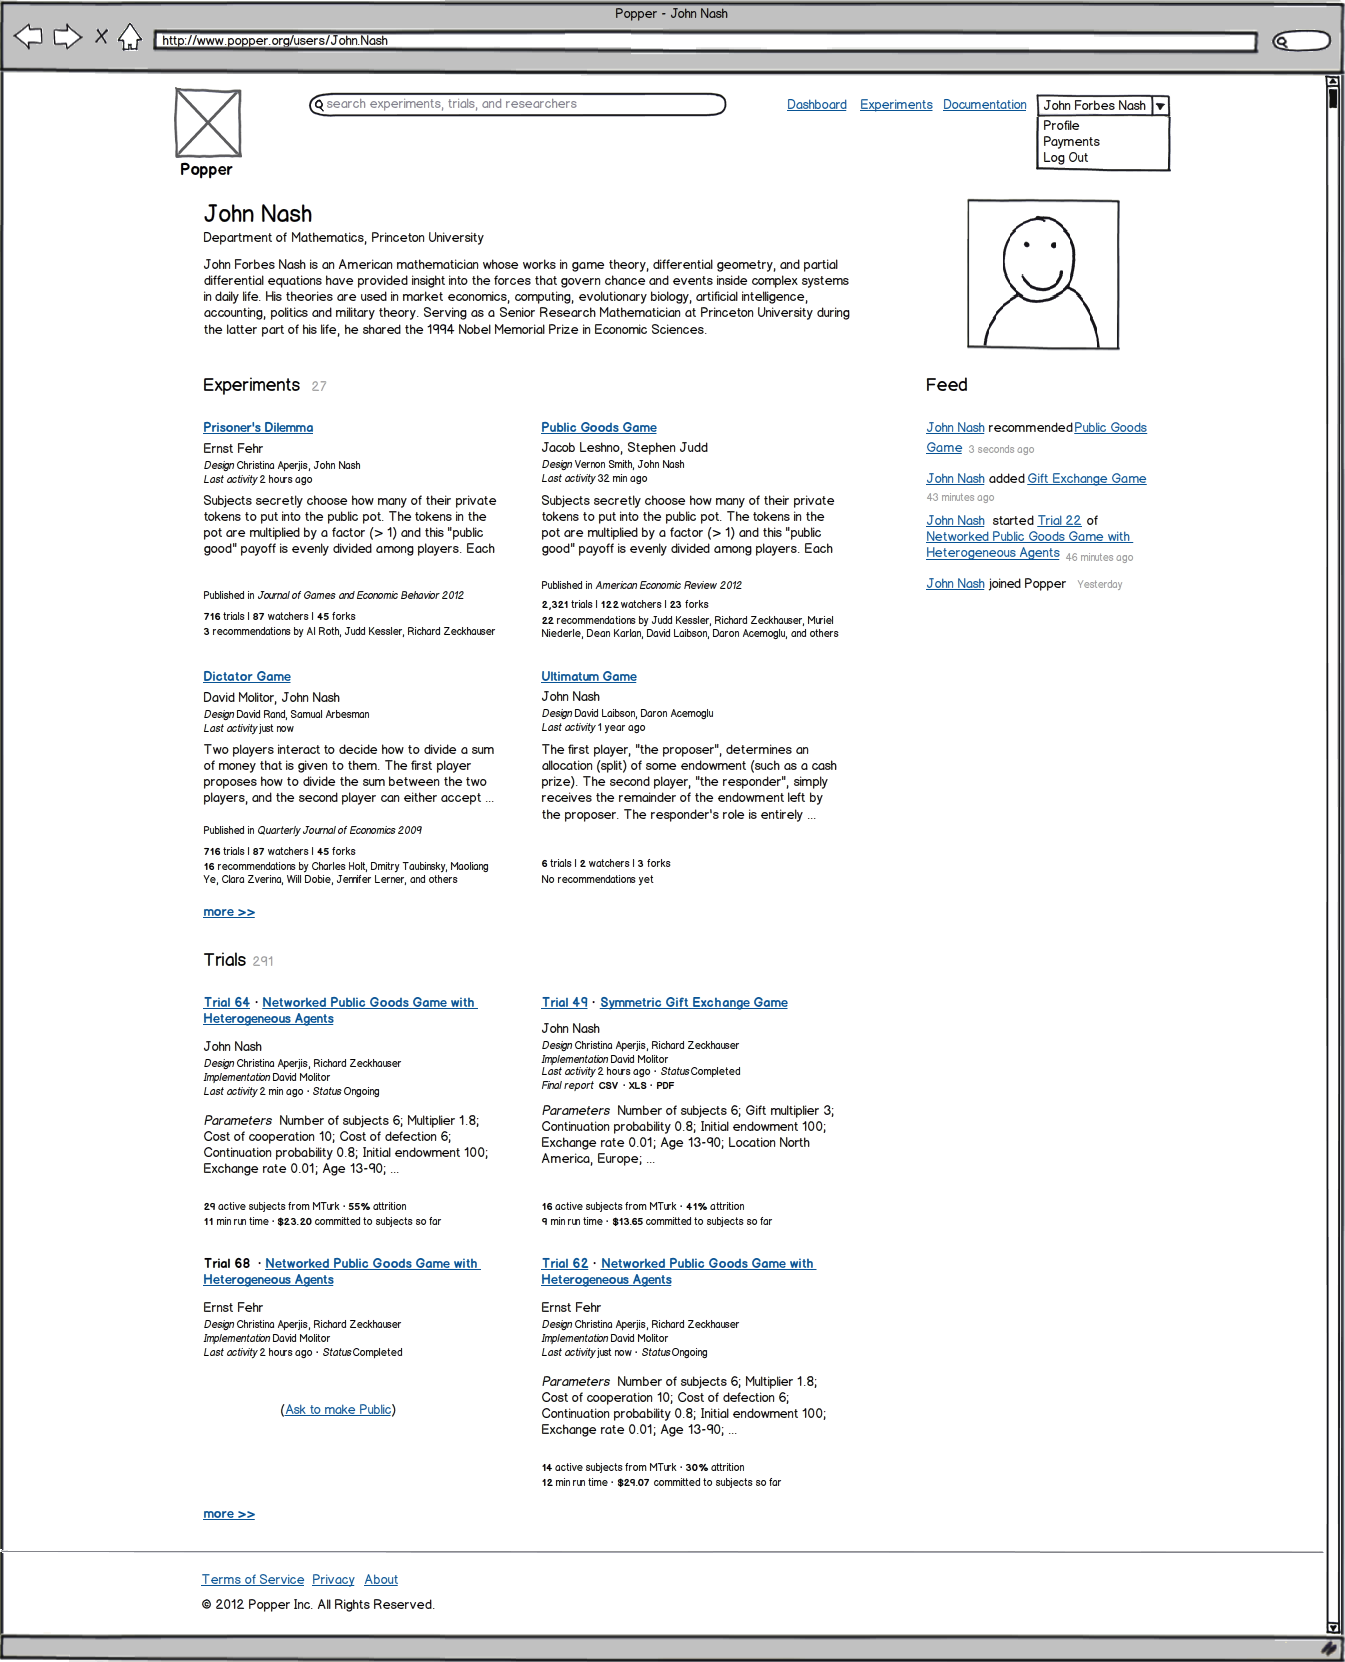 Popper - John Nash
http://www.popper.org/users/John.Nash
search experiments, trials, and researchers
Dashboard Experiments Documentation
John Forbes Nash
Profile
Payments
Log Out
Popper
John Nash
Department of Mathematics, Princeton University
John Forbes Nash is an American mathematician whose works in game theory, differential geometry, and partial
differential equations have provided insight into the forces that govern chance and events inside complex systems
in daily life. His theories are used in market economics, computing, evolutionary biology, artificial intelligence,
accounting, politics and military theory. Serving as a Senior Research Mathematician at Princeton University during
the latter part of his life, he shared the 1994 Nobel Memorial Prize in Economic Sciences.
Experiments 27
Prisoner's Dilemma
Ernst Fehr
Design Christina Aperjis, John Nash
Last activity 2 hours ago
Subjects secretly choose how many of their private
tokens to put into the public pot. The tokens in the
pot are multiplied by a factor (> 1) and this "public
good" payoff is evenly divided among players. Each
Published in Journal of Games and Economic Behavior 2012
716 trials | 87 watchers | 45 forks
3 recommendations by Al Roth, Judd Kessler, Richard Zeckhauser
Public Goods Game
Jacob Leshno, Stephen Judd
Design Vernon Smith, John Nash
Last activity 32 min ago
Subjects secretly choose how many of their private
tokens to put into the public pot. The tokens in the
pot are multiplied by a factor (> 1) and this "public
good" payoff is evenly divided among players. Each
Published in American Economic Review 2012
2,321 trials | 122 watchers | 23 forks
22 recommendations by Judd Kessler, Richard Zeckhauser, Muriel
Niederle, Dean Karlan, David Laibson, Daron Acemoglu, and others
Dictator Game
David Molitor, John Nash
Design David Rand, Samual Arbesman
Last activity just now
Two players interact to decide how to divide a sum
of money that is given to them. The first player
proposes how to divide the sum between the two
players, and the second player can either accept ...
Published in Quarterly Journal of Economics 2009
716 trials | 87 watchers | 45 forks
16 recommendations by Charles Holt, Dmitry Taubinsky, Maoliang
Ye, Clara Zverina, Will Dobie, Jennifer Lerner, and others
Ultimatum Game
John Nash
Design David Laibson, Daron Acemoglu
Last activity 1 year ago
The first player, "the proposer", determines an
allocation (split) of some endowment (such as a cash
prize). The second player, "the responder", simply
receives the remainder of the endowment left by
the proposer. The responder's role is entirely ...
6 trials | 2 watchers | 3 forks
No recommendations yet
more >>
Feed
John Nash recommended Public Goods
Game 3 seconds ago
John Nash added Gift Exchange Game
43 minutes ago
John Nash started Trial 22 of
Networked Public Goods Game with
Heterogeneous Agents 46 minutes ago
John Nash joined Popper Yesterday
Trials 291
Trial 64 · Networked Public Goods Game with
Heterogeneous Agents
John Nash
Design Christina Aperjis, Richard Zeckhauser
Implementation David Molitor
Last activity 2 min ago · Status Ongoing
Parameters Number of subjects 6; Multiplier 1.8;
Cost of cooperation 10; Cost of defection 6;
Continuation probability 0.8; Initial endowment 100;
Exchange rate 0.01; Age 13-90; ...
29 active subjects from MTurk · 55% attrition
11 min run time · $23.20 committed to subjects so far
Trial 49 · Symmetric Gift Exchange Game
John Nash
Design Christina Aperjis, Richard Zeckhauser
Implementation David Molitor
Last activity 2 hours ago · Status Completed
Final report CSV · XLS · PDF
Parameters Number of subjects 6; Gift multiplier 3;
Continuation probability 0.8; Initial endowment 100;
Exchange rate 0.01; Age 13-90; Location North
America, Europe; ...
16 active subjects from MTurk · 41% attrition
9 min run time · $13.65 committed to subjects so far
Trial 68 · Networked Public Goods Game with
Heterogeneous Agents
Ernst Fehr
Design Christina Aperjis, Richard Zeckhauser
Implementation David Molitor
Last activity 2 hours ago · Status Completed
(Ask to make Public)
Trial 62 · Networked Public Goods Game with
Heterogeneous Agents
Ernst Fehr
Design Christina Aperjis, Richard Zeckhauser
Implementation David Molitor
Last activity just now · Status Ongoing
Parameters Number of subjects 6; Multiplier 1.8;
Cost of cooperation 10; Cost of defection 6;
Continuation probability 0.8; Initial endowment 100;
Exchange rate 0.01; Age 13-90; ...
14 active subjects from MTurk · 30% attrition
12 min run time · $29.07 committed to subjects so far
more >>
Terms of Service Privacy About
© 2012 Popper Inc. All Rights Reserved.